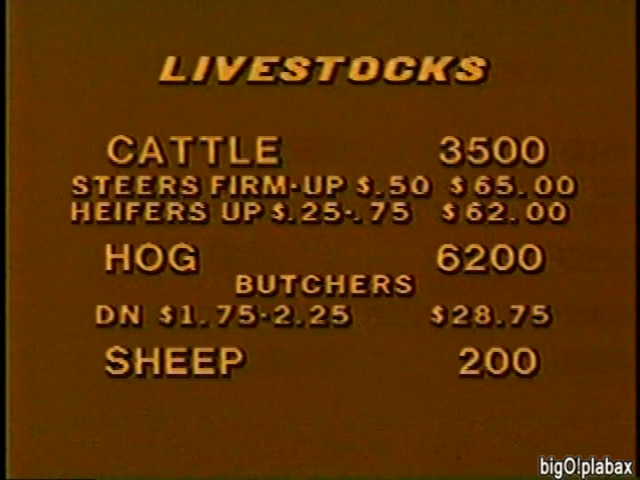 LIVESTOCKS
CATTLE 3500
STEERS FIRM-UP $.50 $65.00
HEIFERS UP $.25-.75 $62.00
HOG 6200
BUTCHERS
DN $1.75-2.25 $28.75
SHEEP 200
bigO!plabax